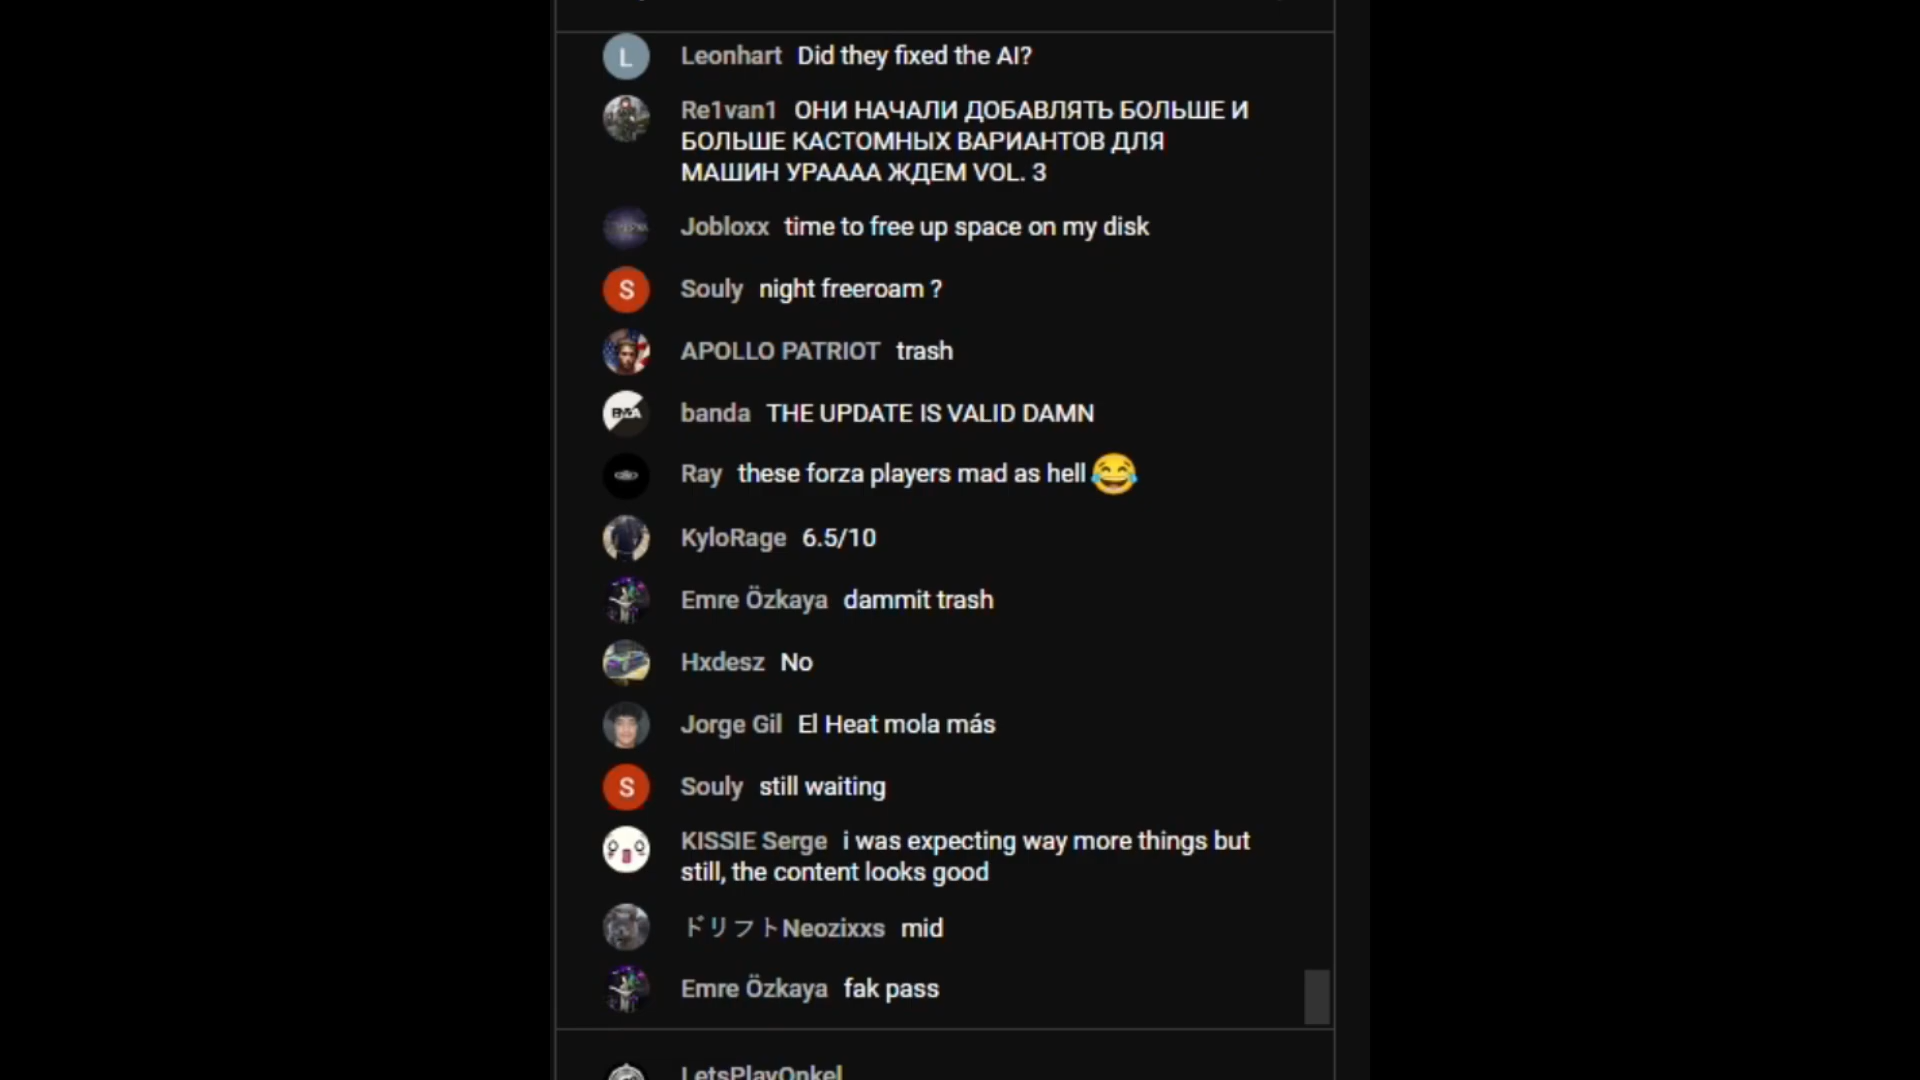 Leonhart Did they fixed the AI?
Re1van1 ОНИ НАЧАЛИ ДОБАВЛЯТЬ БОЛЬШЕ И
БОЛЬШЕ КАСТОМНЫХ ВАРИАНТОВ ДЛЯ
МАШИН УРАААА ЖДЕМ VOL. 3
Jobloxx time to free up space on my disk
Souly night freeroam ?
APOLLO PATRIOT trash
banda THE UPDATE IS VALID DAMN
Ray these forza players mad as hell 😂
KyloRage 6.5/10
Emre Özkaya dammit trash
Hxdesz No
Jorge Gil El Heat mola más
Souly still waiting
KISSIE Serge i was expecting way more things but
still, the content looks good
ドリフトNeozixxs mid
Emre Özkaya fak pass
LetsPlayOnkel